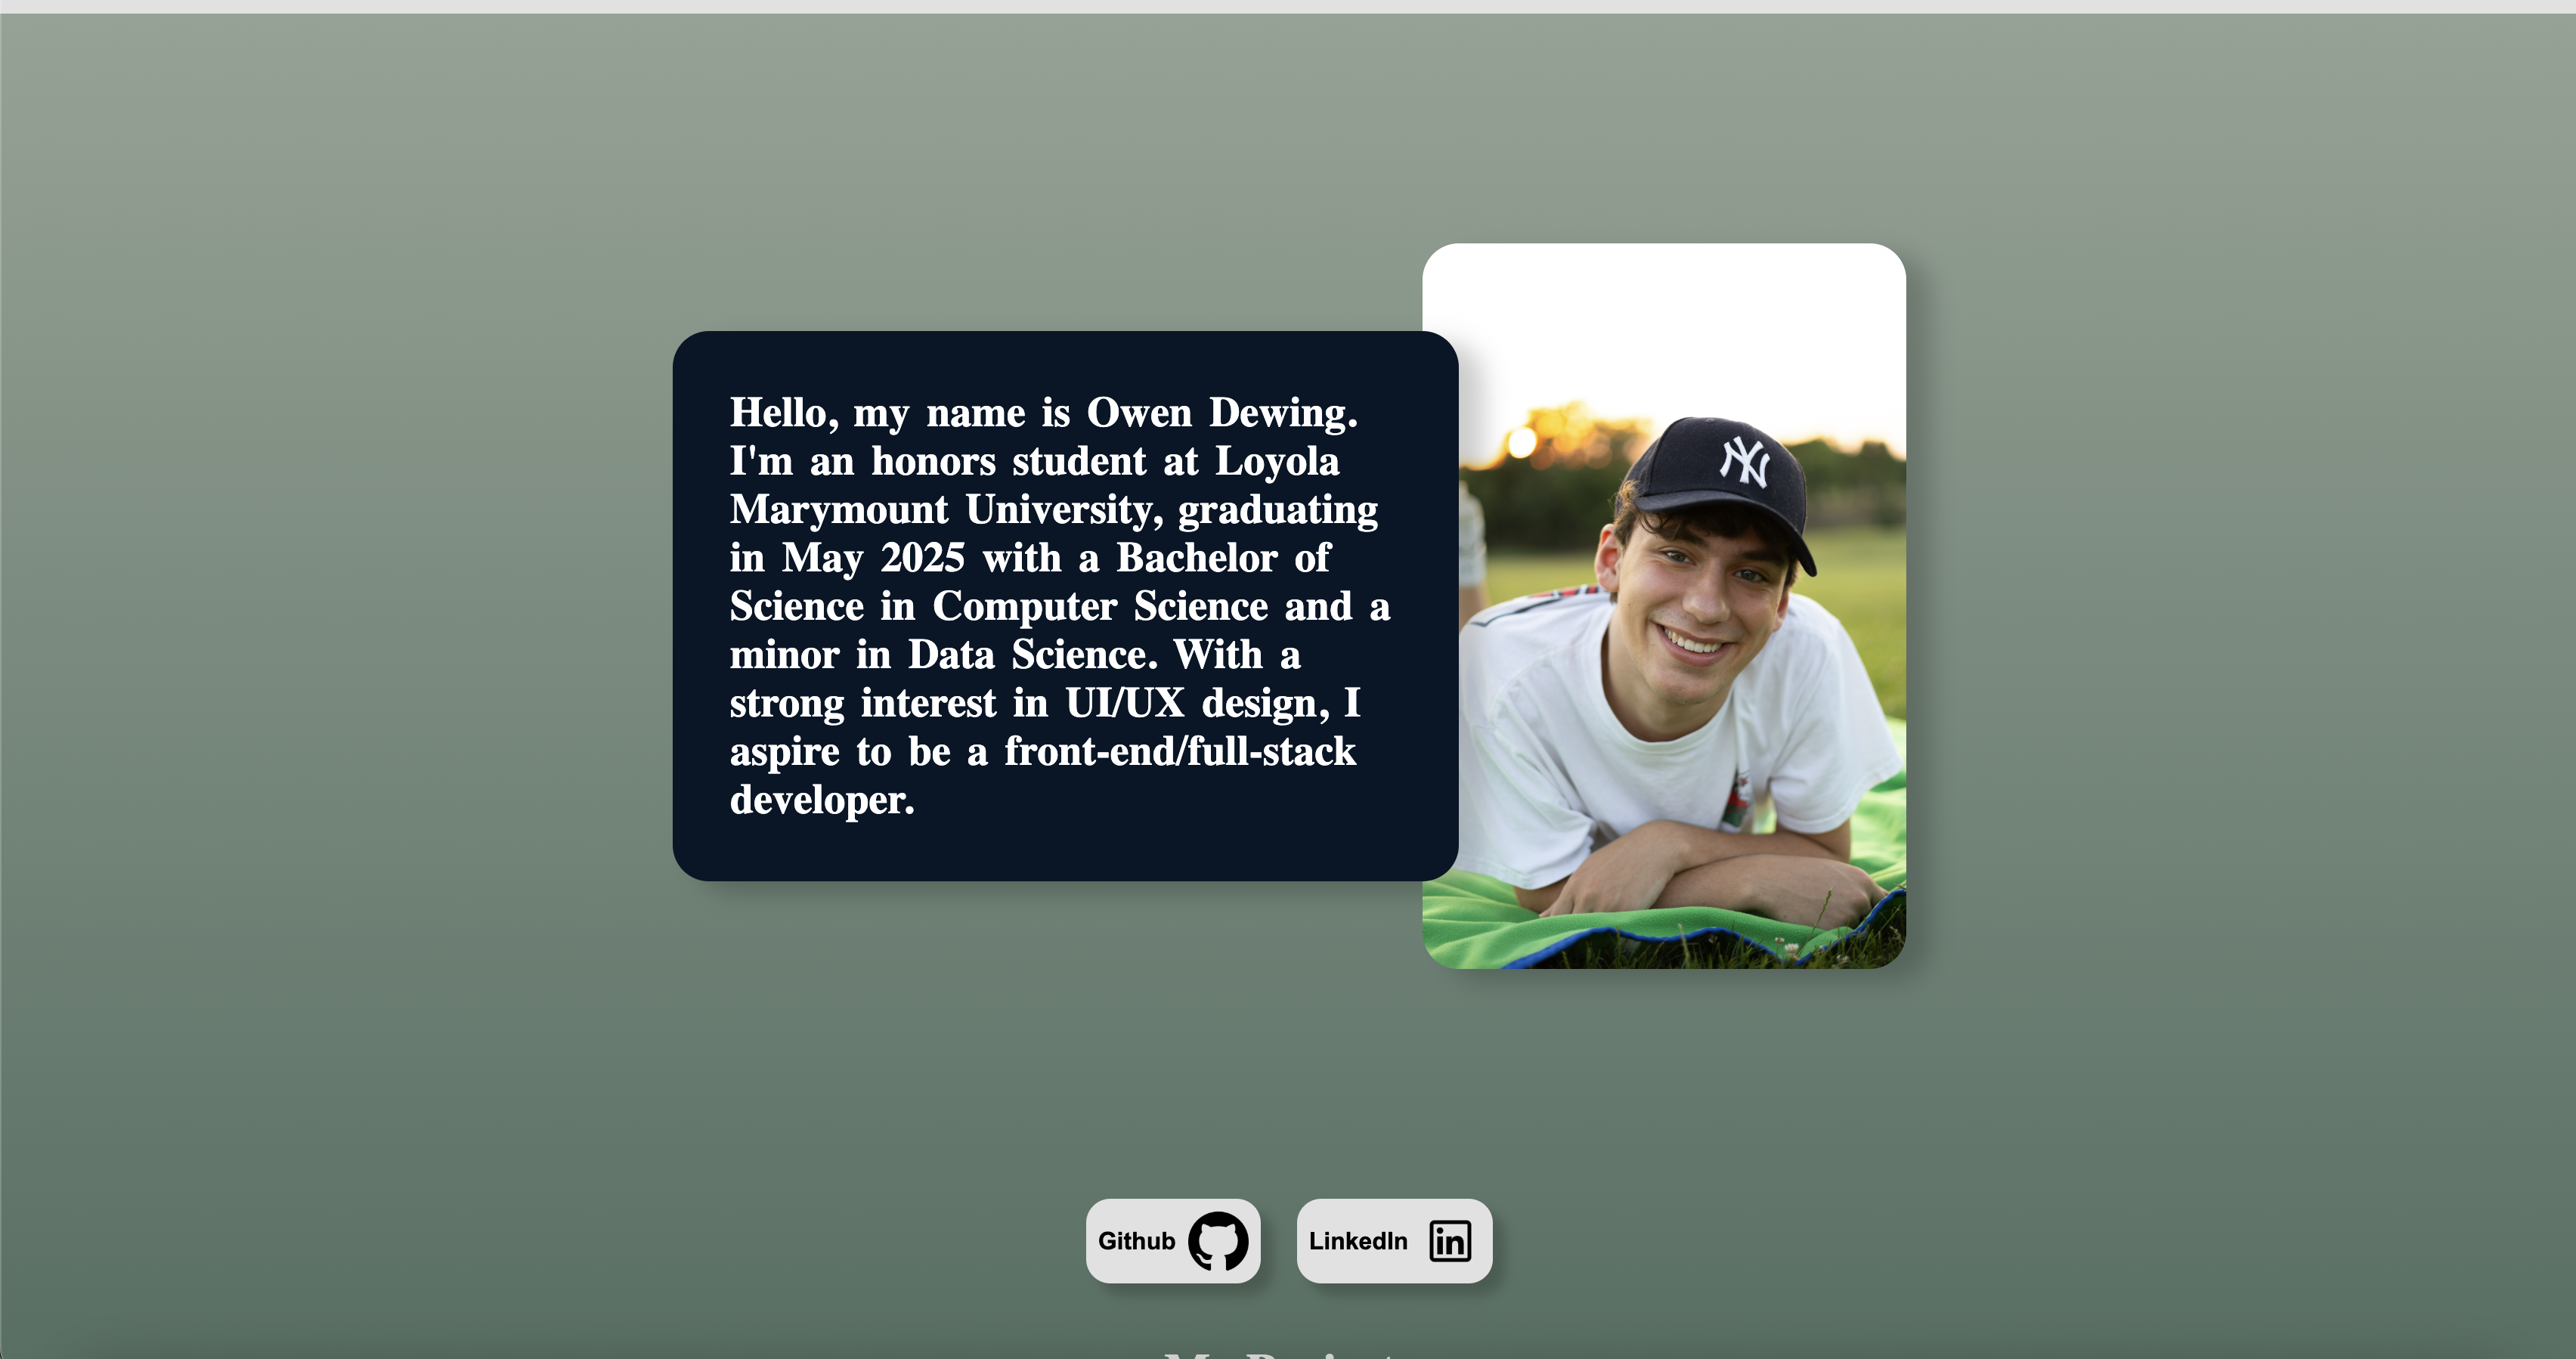 Hello, my name is Owen Dewing.
I'm an honors student at Loyola
Marymount University, graduating
in May 2025 with a Bachelor of
Science in Computer Science and a
minor in Data Science. With a
strong interest in UI/UX design, I
aspire to be a front-end/full-stack
developer.
NY
Github
LinkedIn in